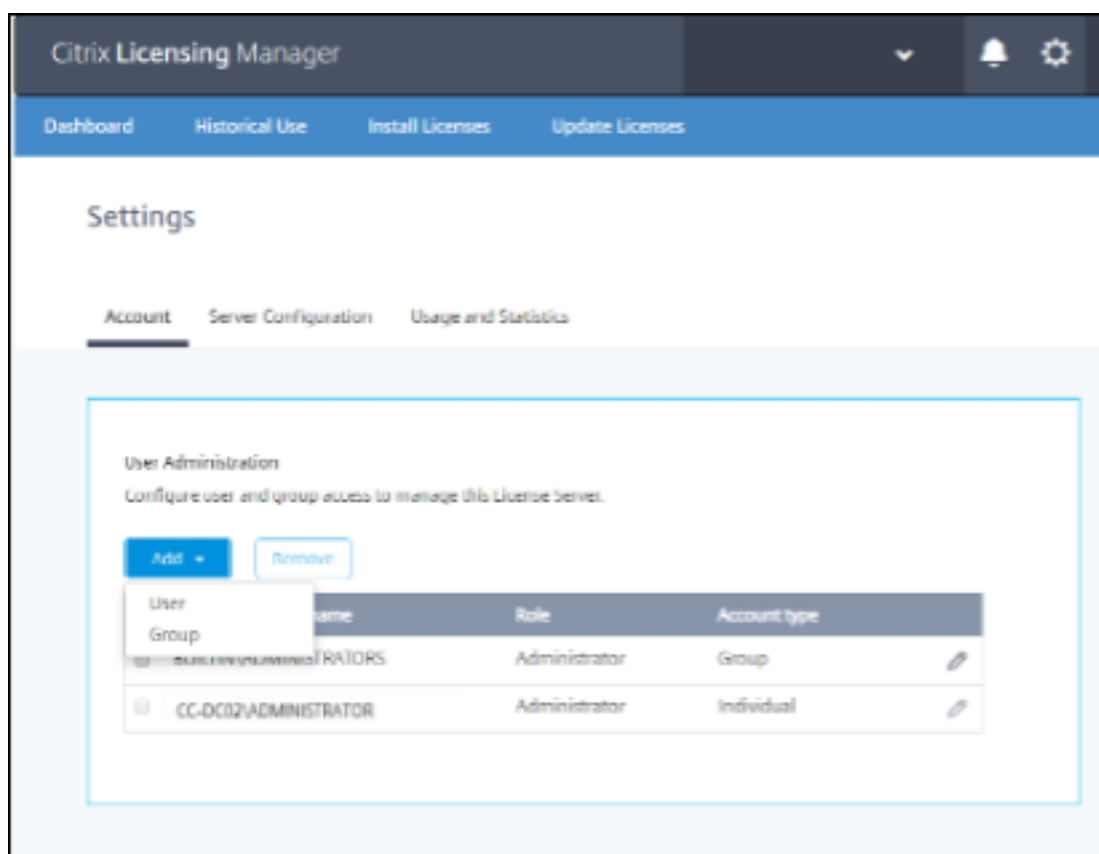 Citrix Licensing Manager
Dashboard Historical Use Install Licenses Update Licenses
Settings
Account Server Configuration Usage and Statistics
User Administration
Configure user and group access to manage this License Server.
Add Remove
User
Group
Role Account type
Administrator Group
CC-DC02\ADMINISTRATOR Administrator Individual